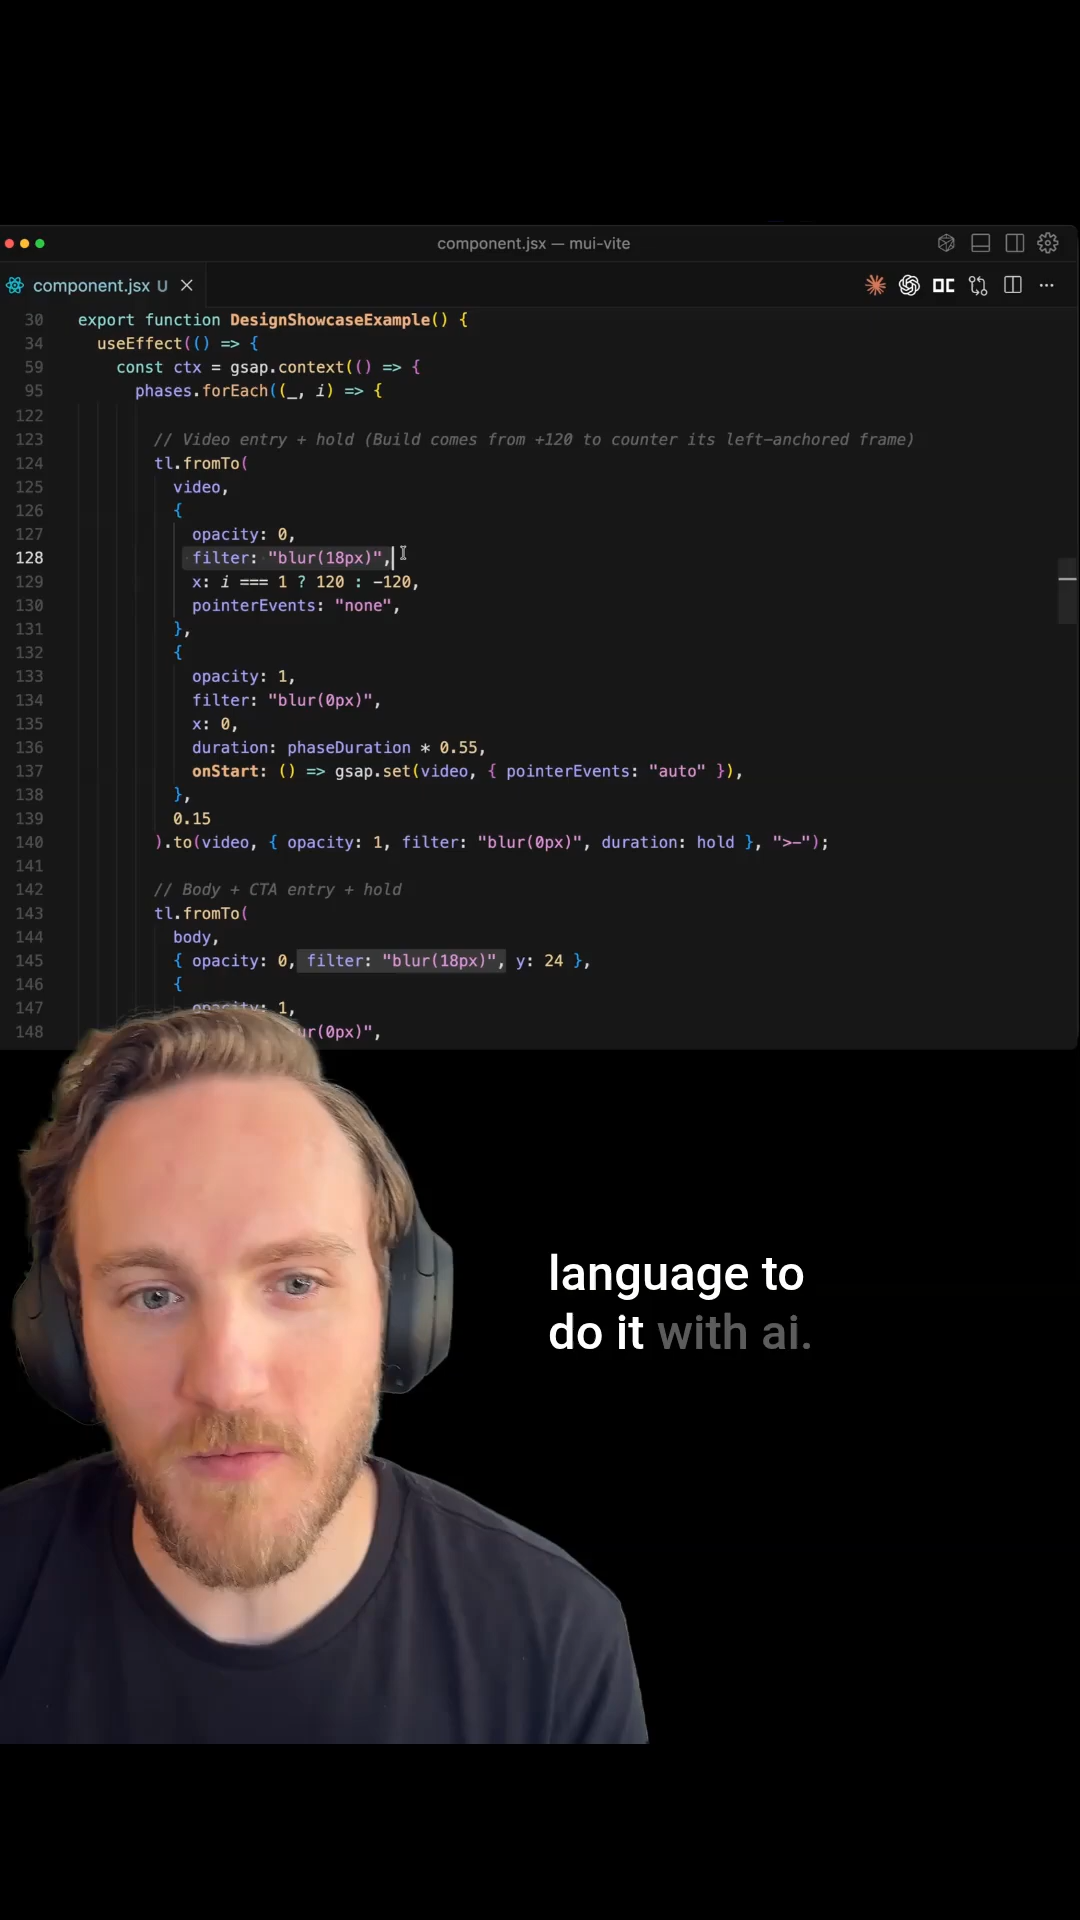 component.jsx — mui-vite
component.jsx U
30 export function DesignShowcaseExample() {
34 useEffect(() => {
59 const ctx = gsap.context(() => {
95 phases.forEach((_, i) => {
122
123 // Video entry + hold (Build comes from +120 to counter its left-anchored frame)
124 tl.fromTo(
125 video,
126 {
127 opacity: 0,
128 filter: "blur(18px)",
129 x: i === 1 ? 120 : -120,
130 pointerEvents: "none",
131 },
132 {
133 opacity: 1,
134 filter: "blur(0px)",
135 x: 0,
136 duration: phaseDuration * 0.55,
137 onStart: () => gsap.set(video, { pointerEvents: "auto" }),
138 },
139 0.15
140 ).to(video, { opacity: 1, filter: "blur(0px)", duration: hold }, ">-");
141
142 // Body + CTA entry + hold
143 tl.fromTo(
144 body,
145 { opacity: 0, filter: "blur(18px)", y: 24 },
146 {
147 opacity: 1,
148 ur(0px)",
language to
do it with ai.